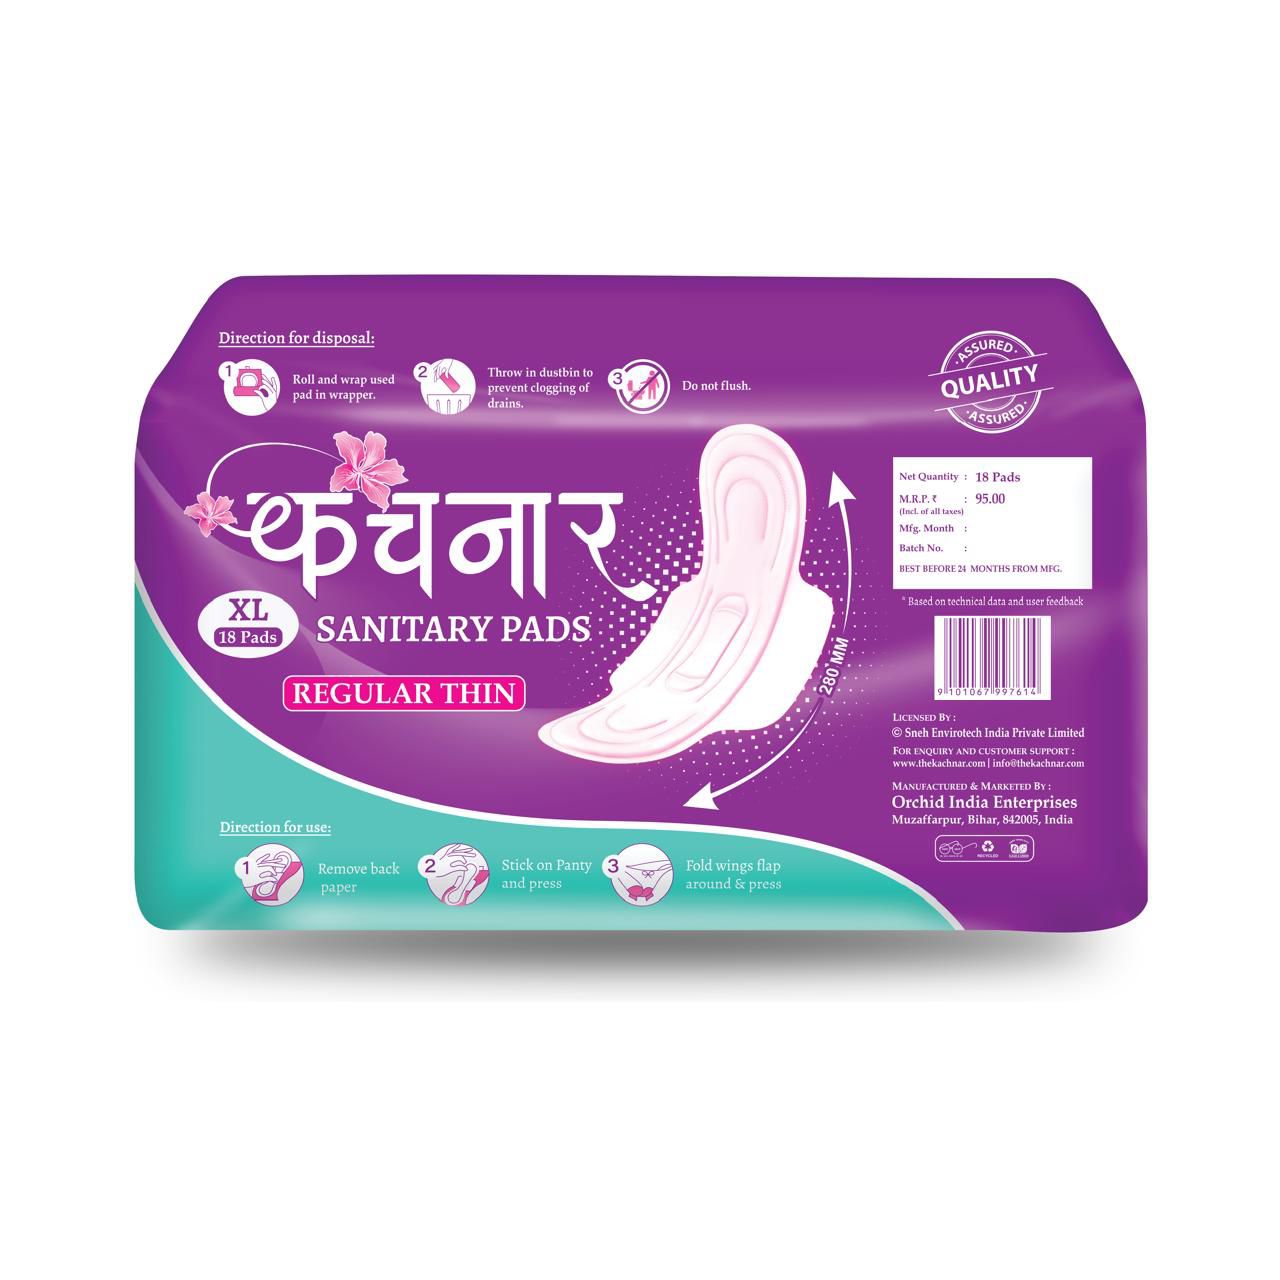 Direction for disposal:
1
Roll and wrap used
pad in wrapper.
2
Throw in dustbin to
prevent clogging of
drains.
3
Do not flush.
ASSURED
QUALITY
ASSURED
कचनार
XL
18 Pads
SANITARY PADS
REGULAR THIN
280 MM
Net Quantity : 18 Pads
M.R.P. ₹ : 95.00
(Incl. of all taxes)
Mfg. Month :
Batch No. :
BEST BEFORE 24 MONTHS FROM MFG.
* Based on technical data and user feedback
9 101067 997614
LICENSED BY :
© Sneh Envirotech India Private Limited
FOR ENQUIRY AND CUSTOMER SUPPORT :
www.thekachnar.com | info@thekachnar.com
MANUFACTURED & MARKETED BY :
Orchid India Enterprises
Muzaffarpur, Bihar, 842005, India
RECYCLED
Direction for use:
1
Remove back
paper
2
Stick on Panty
and press
3
Fold wings flap
around & press